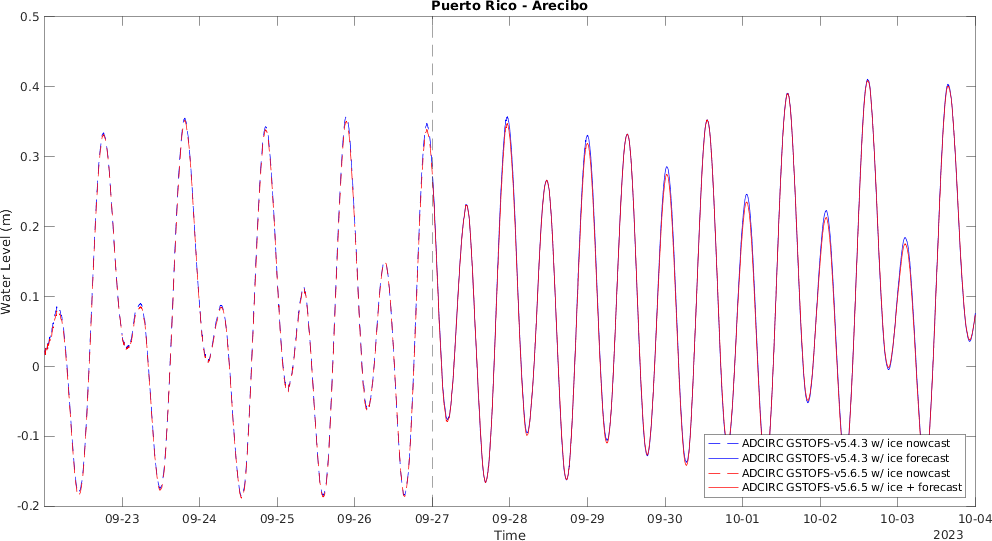 Puerto Rico - Arecibo
0.5
0.4
0.3
0.2
0.1
0
-0.1
-0.2
Water Level (m)
ADCIRC GSTOFS-v5.4.3 w/ ice nowcast
ADCIRC GSTOFS-v5.4.3 w/ ice forecast
ADCIRC GSTOFS-v5.6.5 w/ ice nowcast
ADCIRC GSTOFS-v5.6.5 w/ ice + forecast
09-23 09-24 09-25 09-26 09-27 09-28 09-29 09-30 10-01 10-02 10-03 10-04
Time
2023